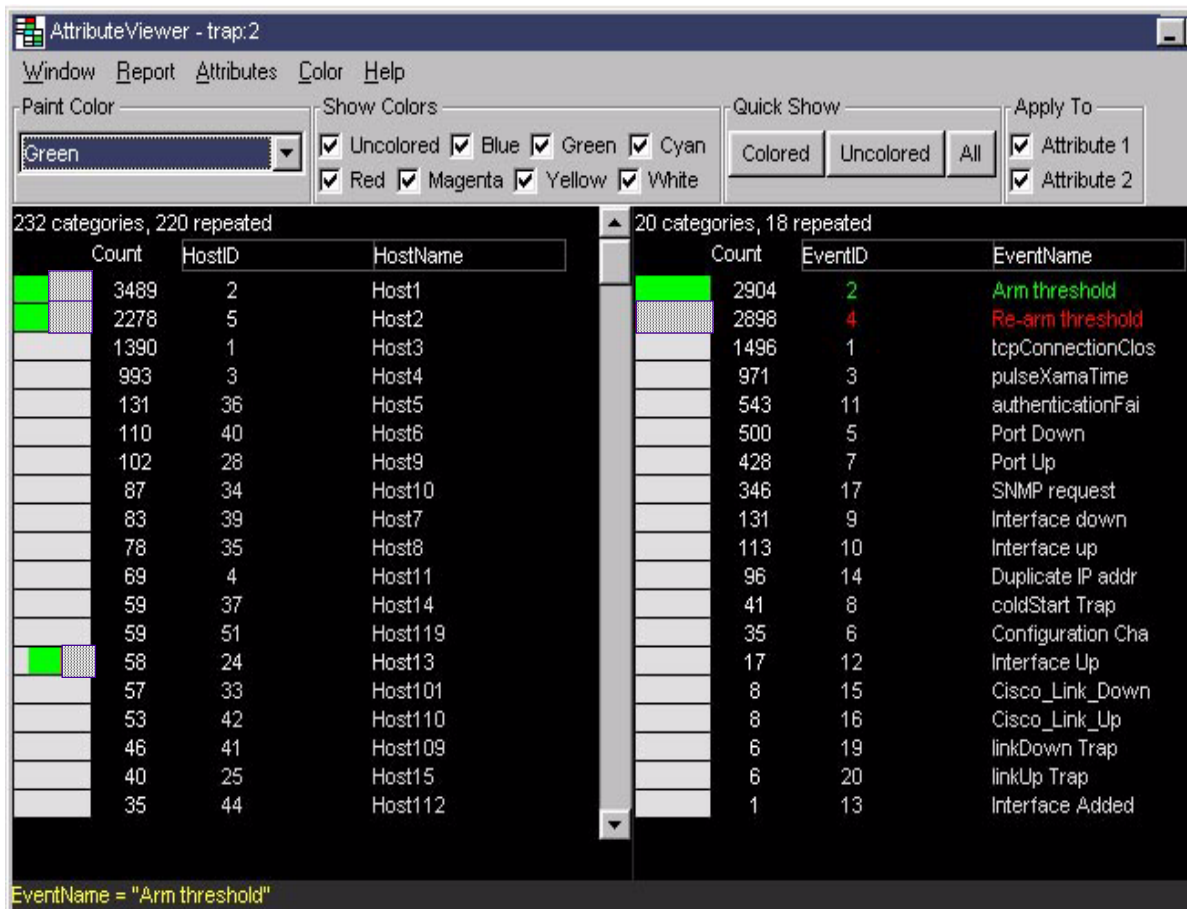 AttributeViewer - trap:2
Window Report Attributes Color Help
Paint Color Show Colors Quick Show Apply To
Green Uncolored Blue Green Cyan Colored Uncolored All Attribute 1
Red Magenta Yellow White Attribute 2
232 categories, 220 repeated
Count HostID HostName
3489 2 Host1
2278 5 Host2
1390 1 Host3
993 3 Host4
131 36 Host5
110 40 Host6
102 28 Host9
87 34 Host10
83 39 Host7
78 35 Host8
69 4 Host11
59 37 Host14
59 51 Host119
58 24 Host13
57 33 Host101
53 42 Host110
46 41 Host109
40 25 Host15
35 44 Host112
20 categories, 18 repeated
Count EventID EventName
2904 2 Arm threshold
2898 4 Re-arm threshold
1496 1 tcpConnectionClos
971 3 pulseXamaTime
543 11 authenticationFai
500 5 Port Down
428 7 Port Up
346 17 SNMP request
131 9 Interface down
113 10 Interface up
96 14 Duplicate IP addr
41 8 coldStart Trap
35 6 Configuration Cha
17 12 Interface Up
8 15 Cisco_Link_Down
8 16 Cisco_Link_Up
6 19 linkDown Trap
6 20 linkUp Trap
1 13 Interface Added
EventName = "Arm threshold"